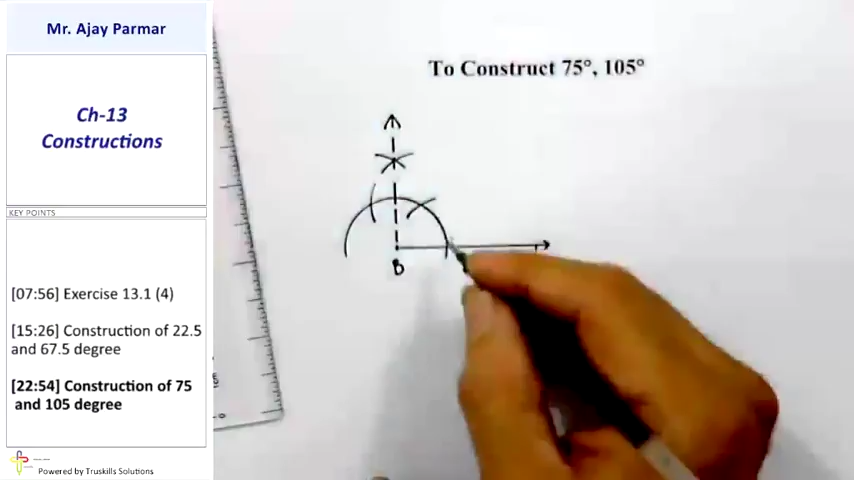 Mr. Ajay Parmar
Ch-13
Constructions
KEY POINTS
[07:56] Exercise 13.1 (4)
[15:26] Construction of 22.5
and 67.5 degree
[22:54] Construction of 75
and 105 degree
Powered by Truskills Solutions
To Construct 75°, 105°
B